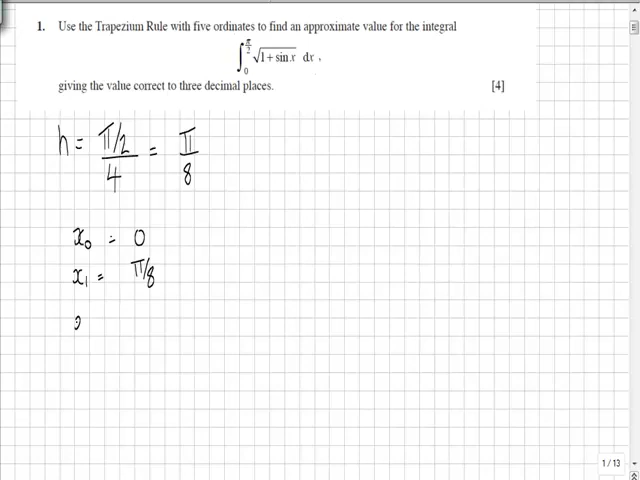 1. Use the Trapezium Rule with five ordinates to find an approximate value for the integral
∫₀^(π/2) √(1 + sin x) dx ,
giving the value correct to three decimal places. [4]
h = (π/2)/4 = π/8
x₀ = 0
x₁ = π/8
1 / 13